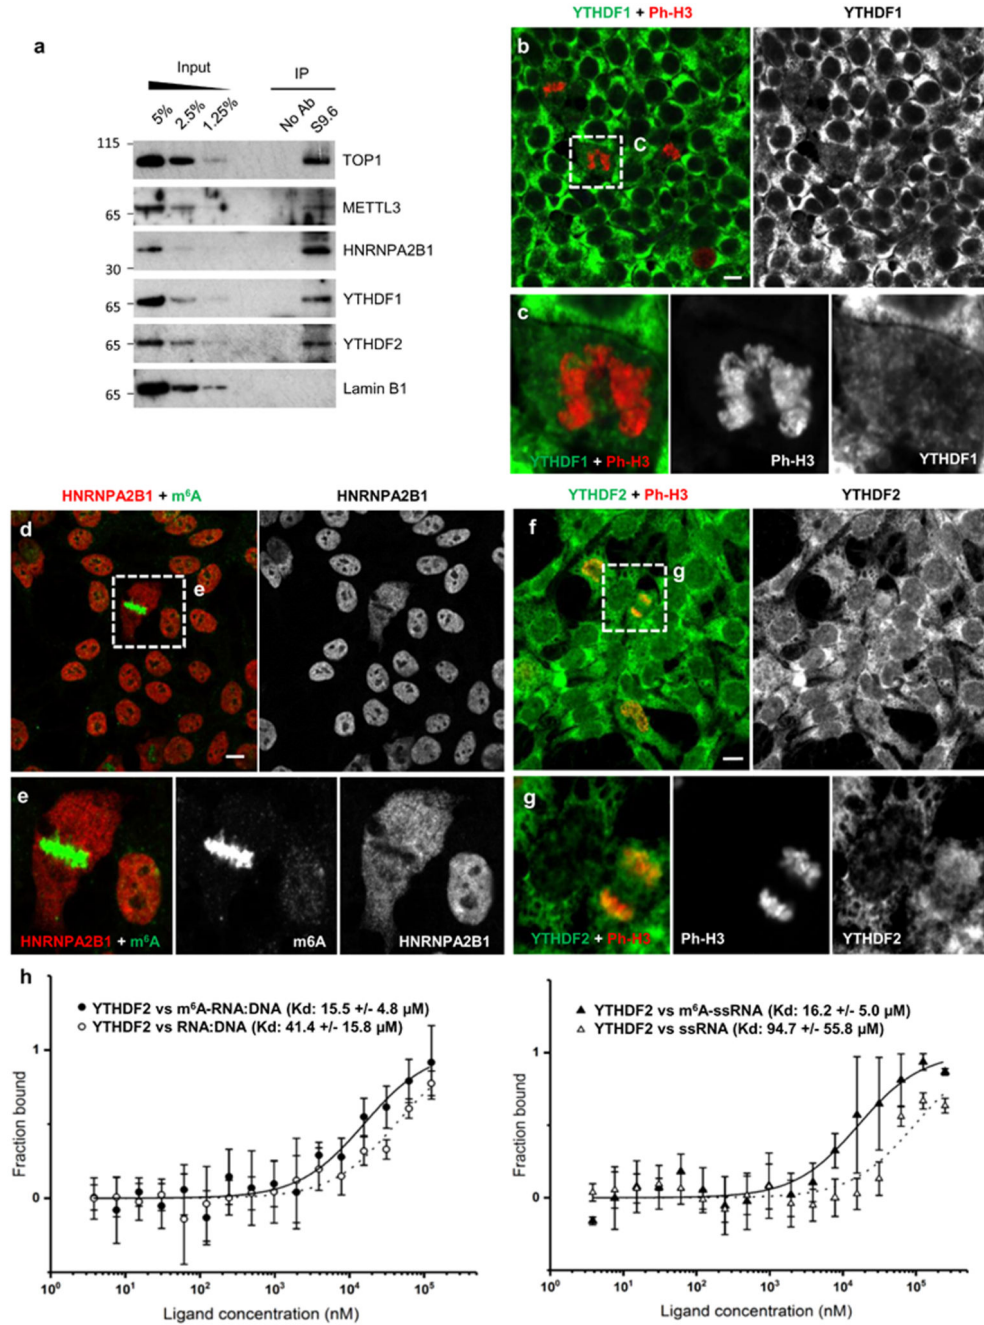 a
Input
IP
5%
2.5%
1.25%
No Ab
S9.6
115
TOP1
65
METTL3
HNRNPA2B1
30
65
YTHDF1
65
YTHDF2
65
Lamin B1
YTHDF1 + Ph-H3
YTHDF1
b
C
c
YTHDF1 + Ph-H3
Ph-H3
YTHDF1
HNRNPA2B1 + m⁶A
HNRNPA2B1
d
e
e
HNRNPA2B1 + m⁶A
m6A
HNRNPA2B1
YTHDF2 + Ph-H3
YTHDF2
f
g
g
YTHDF2 + Ph-H3
Ph-H3
YTHDF2
h
YTHDF2 vs m⁶A-RNA:DNA (Kd: 15.5 +/- 4.8 µM)
YTHDF2 vs RNA:DNA (Kd: 41.4 +/- 15.8 µM)
1
0
Fraction bound
10⁰ 10¹ 10² 10³ 10⁴ 10⁵
Ligand concentration (nM)
YTHDF2 vs m⁶A-ssRNA (Kd: 16.2 +/- 5.0 µM)
YTHDF2 vs ssRNA (Kd: 94.7 +/- 55.8 µM)
1
0
Fraction bound
10⁰ 10¹ 10² 10³ 10⁴ 10⁵
Ligand concentration (nM)